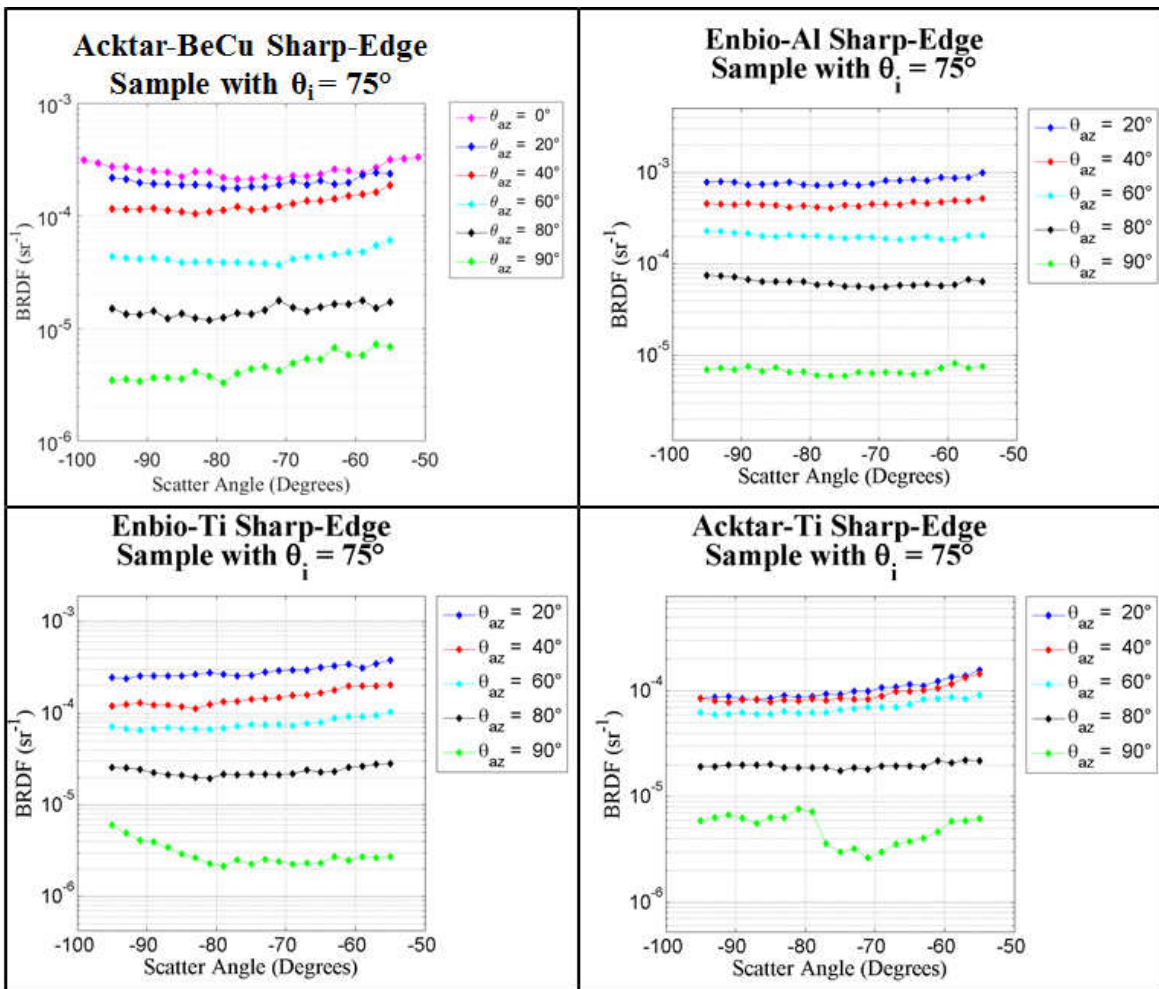 Acktar-BeCu Sharp-Edge
Sample with θi = 75°
10-3
10-4
10-5
10-6
BRDF (sr-1)
-100 -90 -80 -70 -60 -50
Scatter Angle (Degrees)
θaz = 0°
θaz = 20°
θaz = 40°
θaz = 60°
θaz = 80°
θaz = 90°
Enbio-Al Sharp-Edge
Sample with θi = 75°
10-3
10-4
10-5
BRDF (sr-1)
-100 -90 -80 -70 -60 -50
Scatter Angle (Degrees)
θaz = 20°
θaz = 40°
θaz = 60°
θaz = 80°
θaz = 90°
Enbio-Ti Sharp-Edge
Sample with θi = 75°
10-3
10-4
10-5
10-6
BRDF (sr-1)
-100 -90 -80 -70 -60 -50
Scatter Angle (Degrees)
θaz = 20°
θaz = 40°
θaz = 60°
θaz = 80°
θaz = 90°
Acktar-Ti Sharp-Edge
Sample with θi = 75°
10-4
10-5
10-6
BRDF (sr-1)
-100 -90 -80 -70 -60 -50
Scatter Angle (Degrees)
θaz = 20°
θaz = 40°
θaz = 60°
θaz = 80°
θaz = 90°